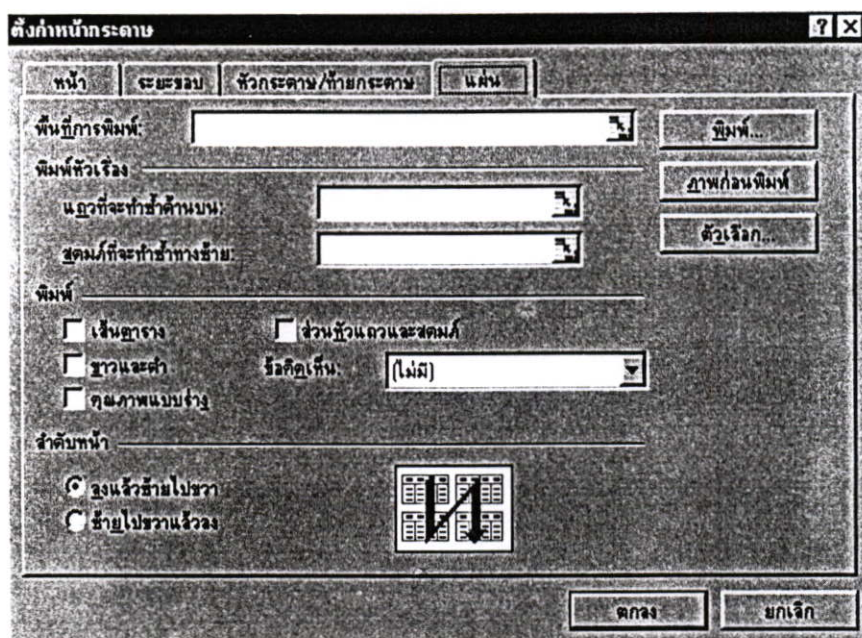 ตั้งค่าหน้ากระดาษ
หน้า ระยะขอบ หัวกระดาษ/ท้ายกระดาษ แผ่น
พื้นที่การพิมพ์: พิมพ์...
พิมพ์หัวเรื่อง ภาพก่อนพิมพ์
แถวที่จะทำซ้ำด้านบน: ตัวเลือก...
สดมภ์ที่จะทำซ้ำทางซ้าย:
พิมพ์
เส้นตาราง ส่วนหัวแถวและสดมภ์
ขาวและดำ ข้อคิดเห็น: (ไม่มี)
คุณภาพแบบร่าง
ลำดับหน้า
ลงแล้วซ้ายไปขวา
ซ้ายไปขวาแล้วลง
ตกลง ยกเลิก